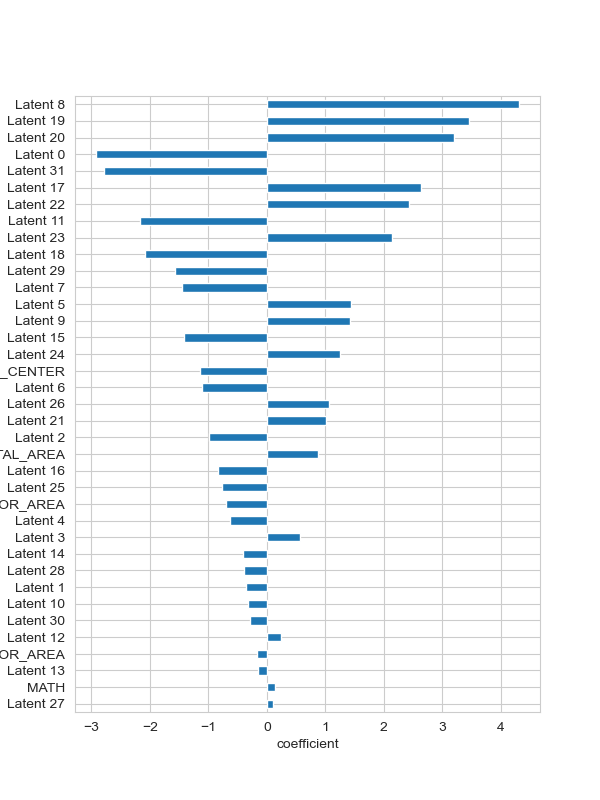 Latent 8
Latent 19
Latent 20
Latent 0
Latent 31
Latent 17
Latent 22
Latent 11
Latent 23
Latent 18
Latent 29
Latent 7
Latent 5
Latent 9
Latent 15
Latent 24
_CENTER
Latent 6
Latent 26
Latent 21
Latent 2
TAL_AREA
Latent 16
Latent 25
OR_AREA
Latent 4
Latent 3
Latent 14
Latent 28
Latent 1
Latent 10
Latent 30
Latent 12
OR_AREA
Latent 13
MATH
Latent 27
−3 −2 −1 0 1 2 3 4
coefficient